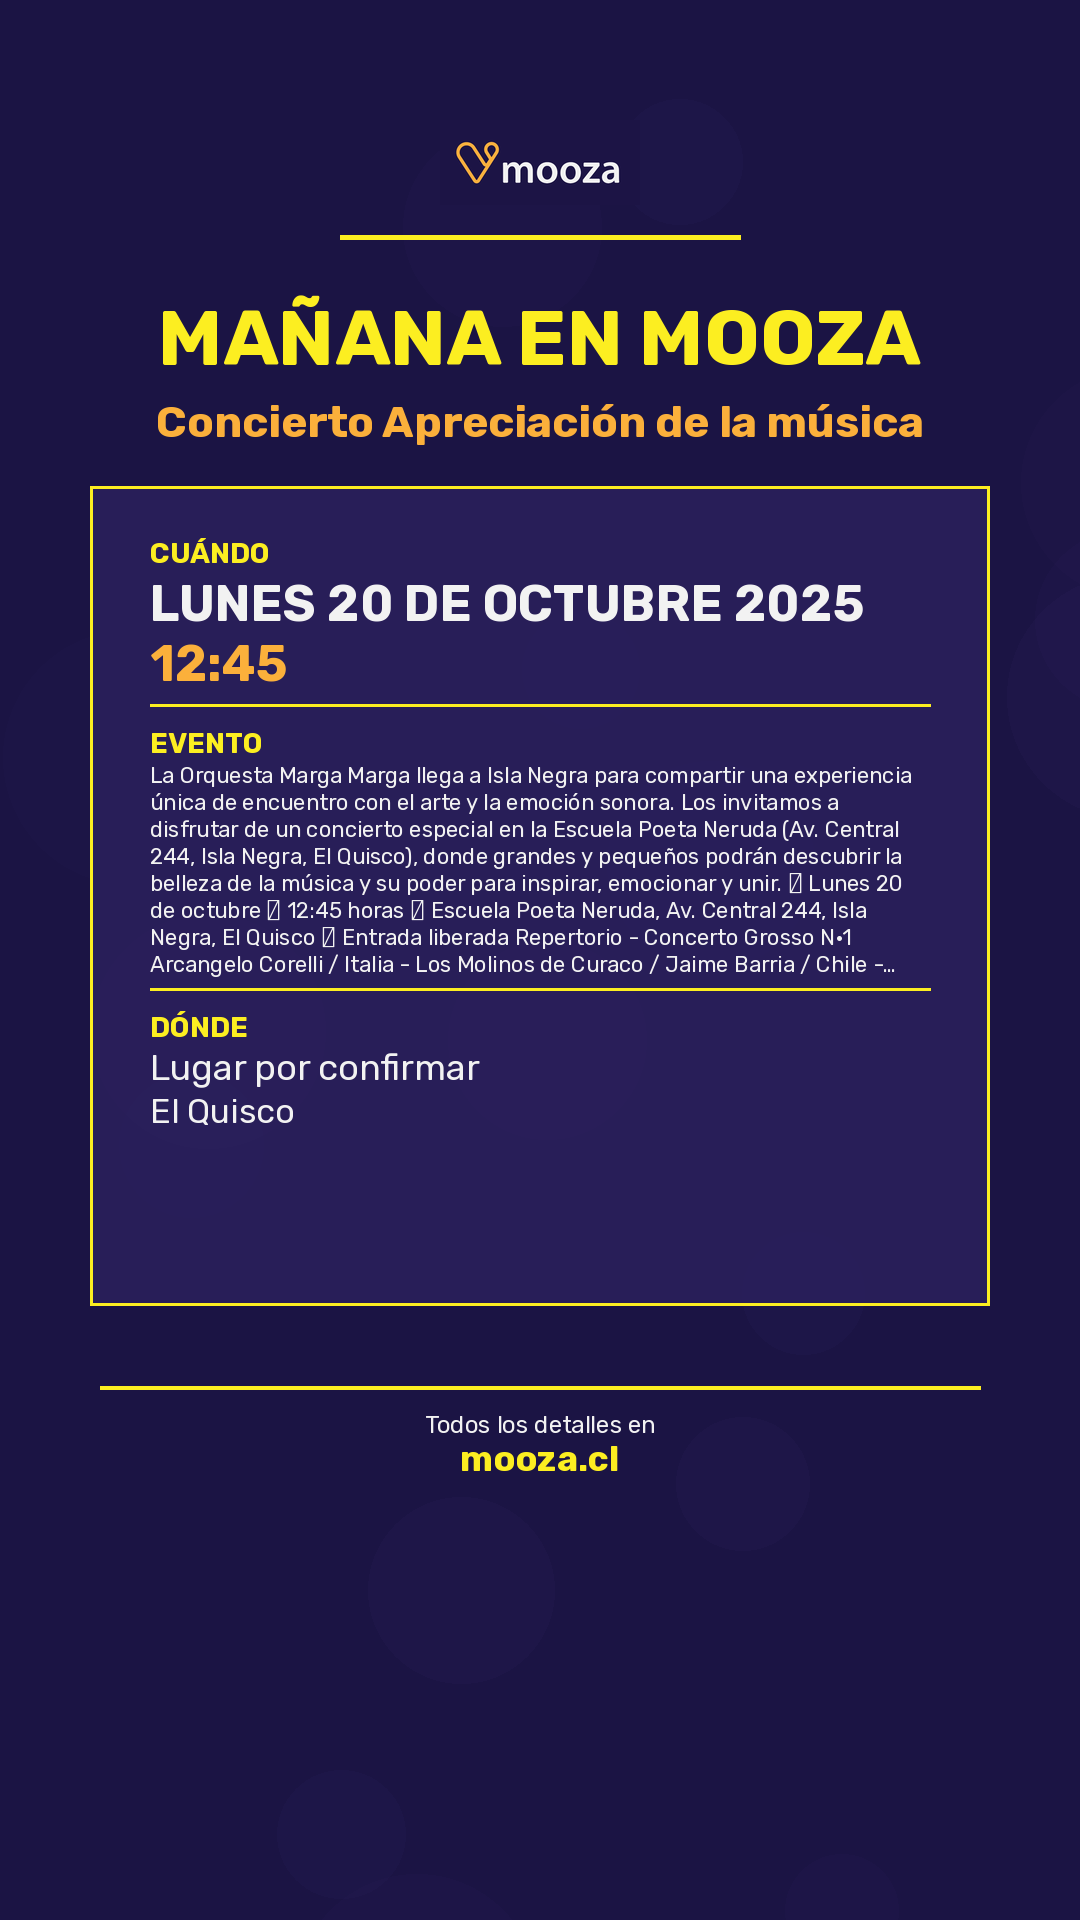 mooza
MAÑANA EN MOOZA
Concierto Apreciación de la música
CUÁNDO
LUNES 20 DE OCTUBRE 2025
12:45
EVENTO
La Orquesta Marga Marga llega a Isla Negra para compartir una experiencia
única de encuentro con el arte y la emoción sonora. Los invitamos a
disfrutar de un concierto especial en la Escuela Poeta Neruda (Av. Central
244, Isla Negra, El Quisco), donde grandes y pequeños podrán descubrir la
belleza de la música y su poder para inspirar, emocionar y unir. Lunes 20
de octubre 12:45 horas Escuela Poeta Neruda, Av. Central 244, Isla
Negra, El Quisco Entrada liberada Repertorio - Concerto Grosso N•1
Arcangelo Corelli / Italia - Los Molinos de Curaco / Jaime Barria / Chile -...
DÓNDE
Lugar por confirmar
El Quisco
Todos los detalles en
mooza.cl